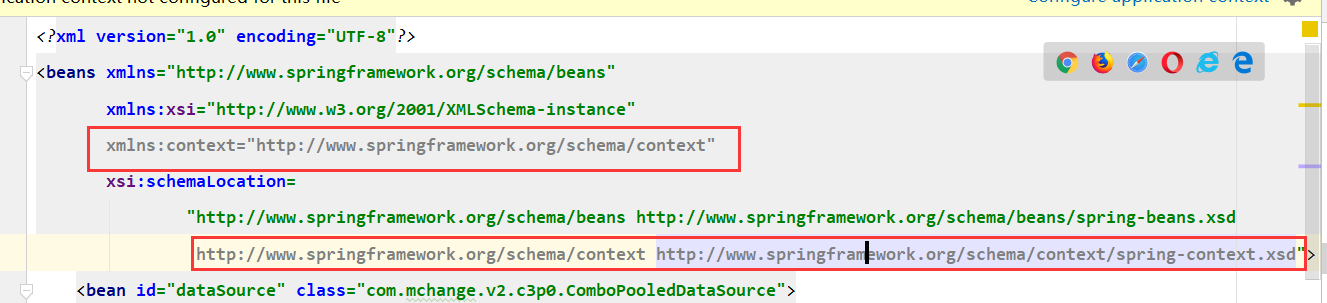 ication context not configured for this file
Configure application context
<?xml version="1.0" encoding="UTF-8"?>
<beans xmlns="http://www.springframework.org/schema/beans"
xmlns:xsi="http://www.w3.org/2001/XMLSchema-instance"
xmlns:context="http://www.springframework.org/schema/context"
xsi:schemaLocation=
"http://www.springframework.org/schema/beans http://www.springframework.org/schema/beans/spring-beans.xsd
http://www.springframework.org/schema/context http://www.springframework.org/schema/context/spring-context.xsd">
<bean id="dataSource" class="com.mchange.v2.c3p0.ComboPooledDataSource">